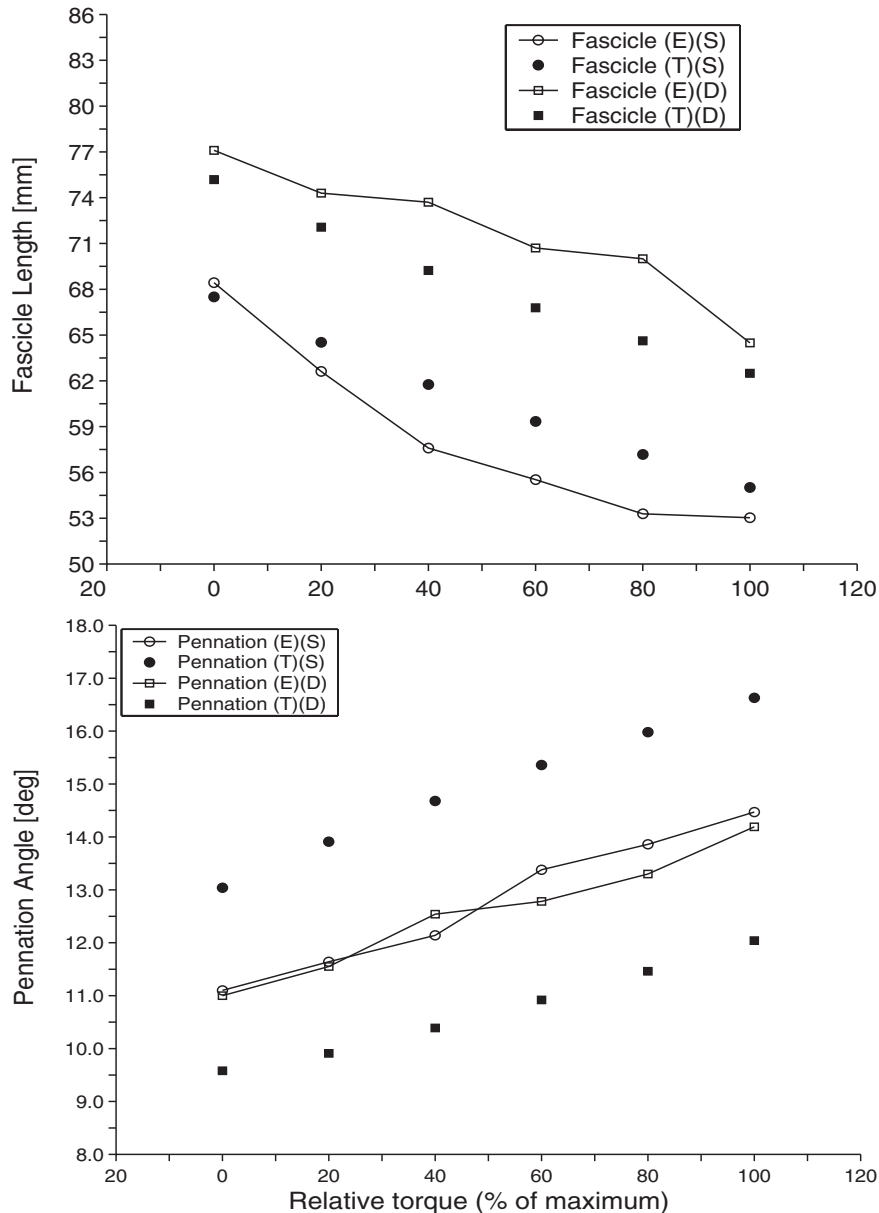 86
83
80
77
74
71
68
65
62
59
56
53
50
Fascicle Length [mm]
Fascicle (E)(S)
Fascicle (T)(S)
Fascicle (E)(D)
Fascicle (T)(D)
20 0 20 40 60 80 100 120
18.0
17.0
16.0
15.0
14.0
13.0
12.0
11.0
10.0
9.0
8.0
Pennation Angle [deg]
Pennation (E)(S)
Pennation (T)(S)
Pennation (E)(D)
Pennation (T)(D)
20 0 20 40 60 80 100 120
Relative torque (% of maximum)